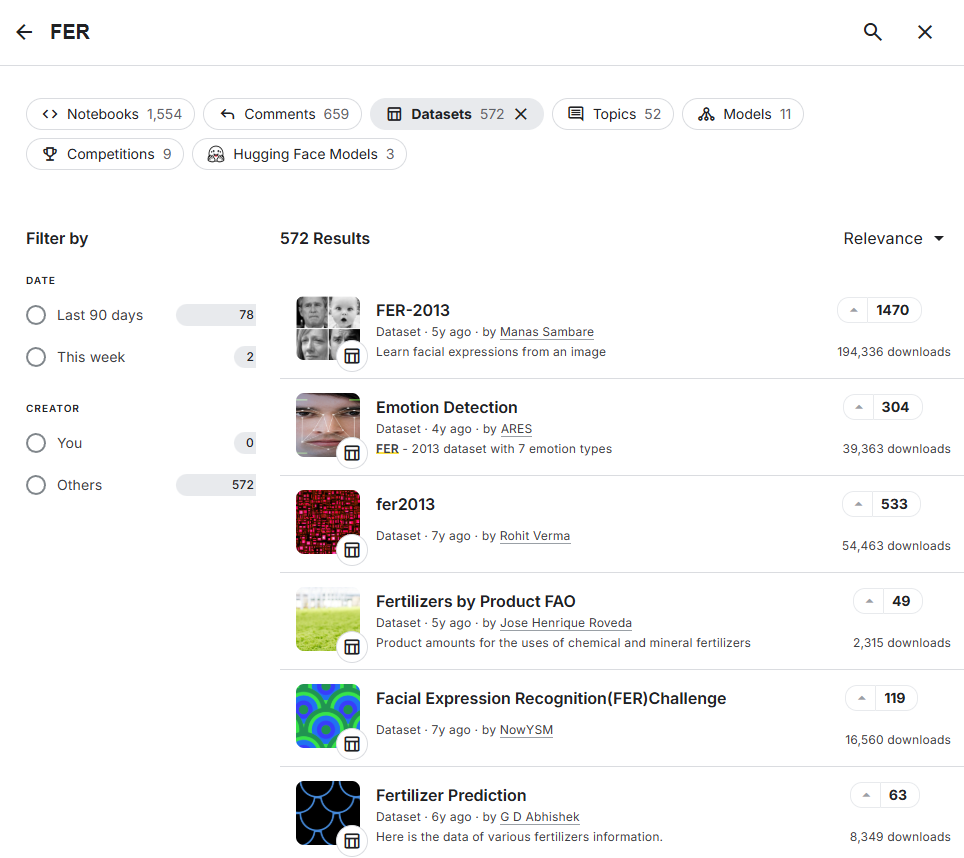 FER
Notebooks 1,554
Comments 659
Datasets 572
Topics 52
Models 11
Competitions 9
Hugging Face Models 3
Filter by
DATE
Last 90 days 78
This week 2
CREATOR
You 0
Others 572
572 Results
Relevance
FER-2013
1470
Dataset · 5y ago · by Manas Sambare
Learn facial expressions from an image
194,336 downloads
Emotion Detection
304
Dataset · 4y ago · by ARES
FER - 2013 dataset with 7 emotion types
39,363 downloads
fer2013
533
Dataset · 7y ago · by Rohit Verma
54,463 downloads
Fertilizers by Product FAO
49
Dataset · 5y ago · by Jose Henrique Roveda
Product amounts for the uses of chemical and mineral fertilizers
2,315 downloads
Facial Expression Recognition(FER)Challenge
119
Dataset · 7y ago · by NowYSM
16,560 downloads
Fertilizer Prediction
63
Dataset · 6y ago · by G D Abhishek
Here is the data of various fertilizers information.
8,349 downloads